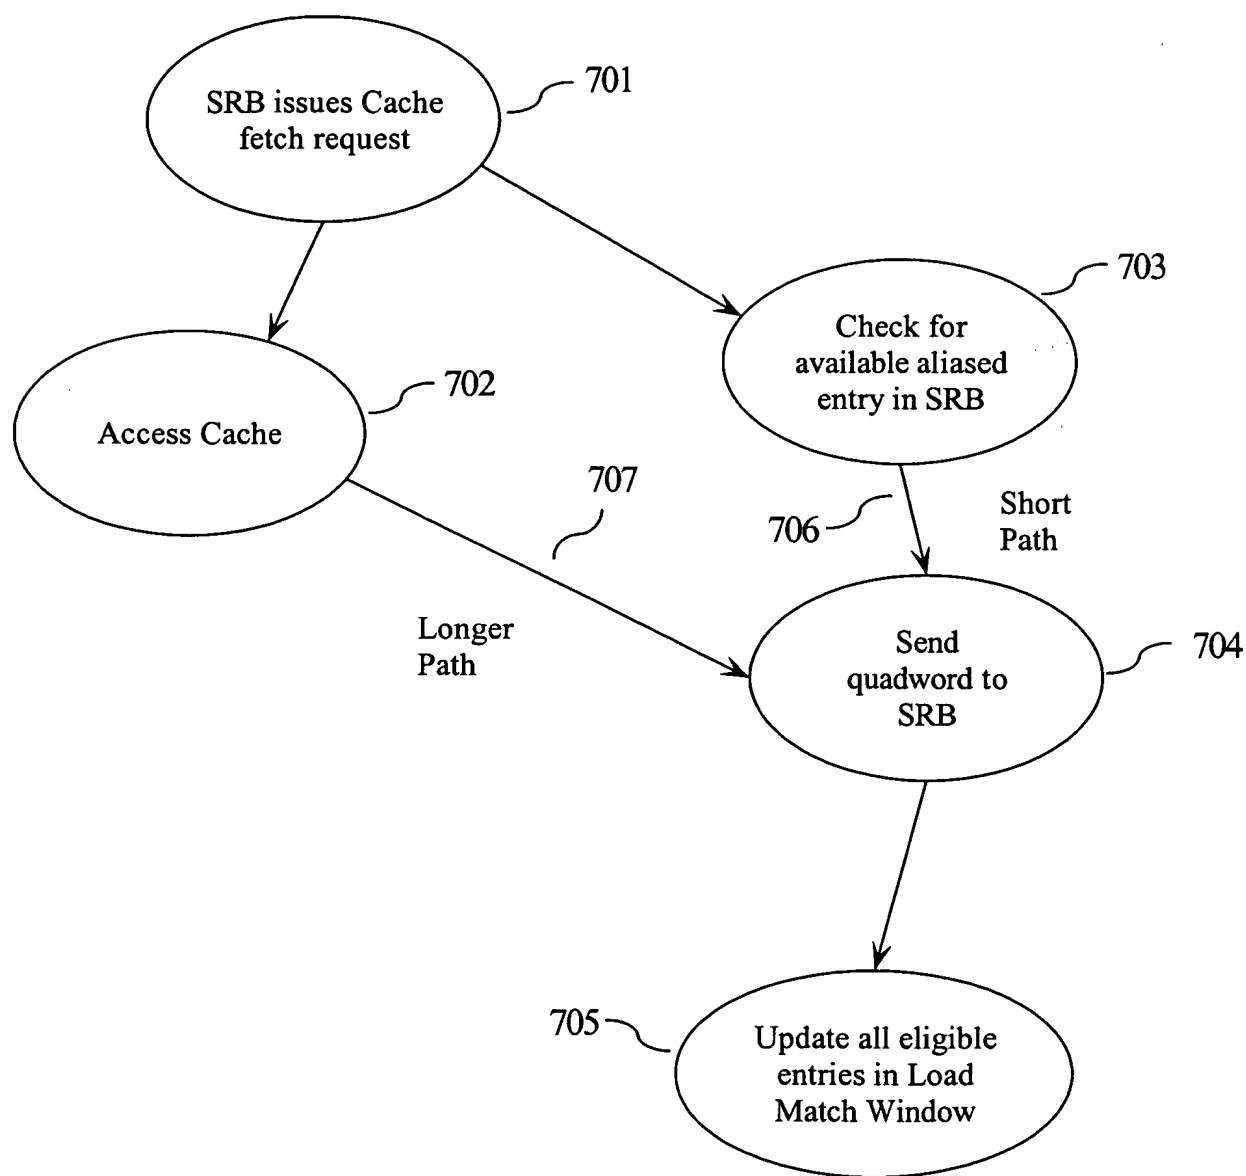 701
SRB issues Cache
fetch request
703
Check for
available aliased
entry in SRB
702
Access Cache
707
706
Short
Path
Longer
Path
704
Send
quadword to
SRB
705
Update all eligible
entries in Load
Match Window